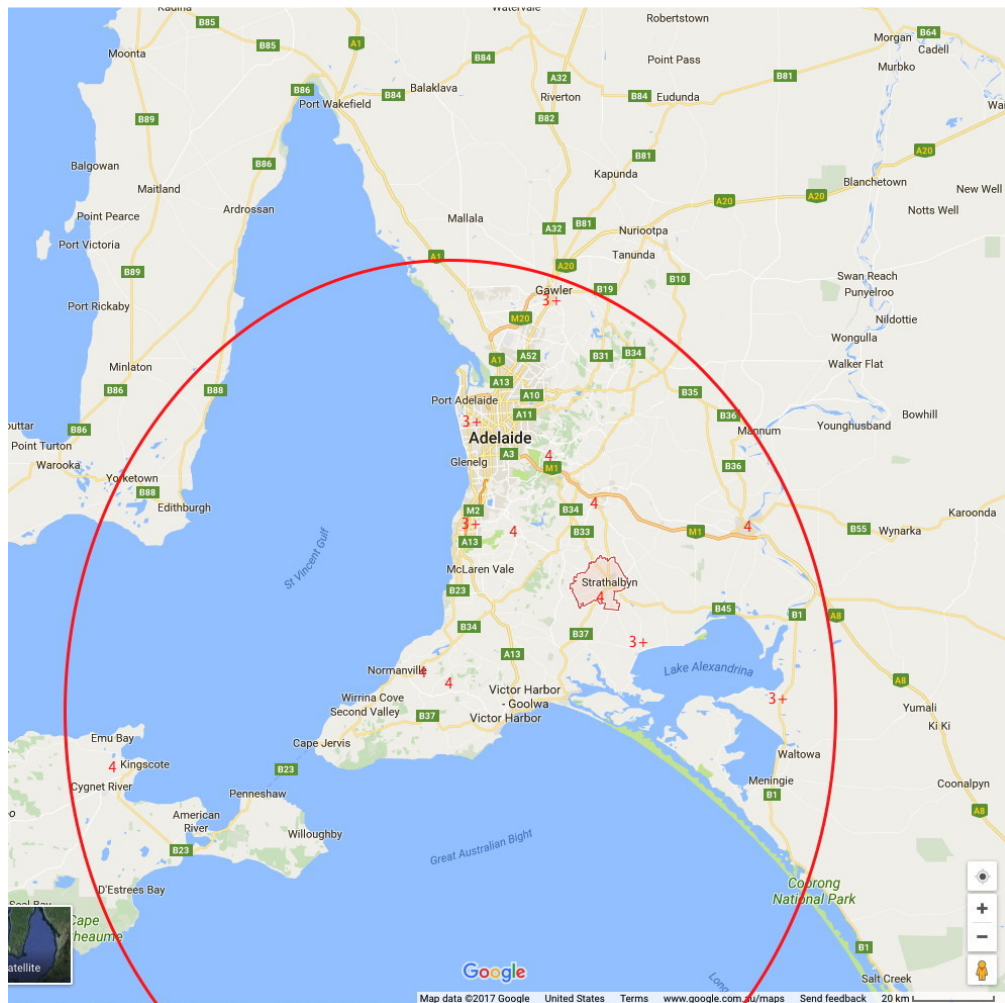 Kadina
B85
Watervale
Robertstown
B85
A1
Morgan
B64
Cadell
Moonta
B84
Point Pass
Murbko
A32
B81
B86
Balaklava
B84
Riverton
B84
Eudunda
Port Wakefield
B89
B82
B81
A20
Balgowan
B86
Kapunda
Blanchetown
Maitland
New Well
A20
A20
Point Pearce
Ardrossan
Mallala
A32
B81
Nuriootpa
Notts Well
Port Victoria
A1
Tanunda
B89
A20
B10
Swan Reach
Gawler
B19
Punyelroo
Port Rickaby
3+
M20
Nildottie
Wongulla
A1
A52
B31
B34
Minlaton
Walker Flat
A13
B86
B88
A10
B35
Port Adelaide
A11
B36
Bowhill
3+
B86
Younghusband
Mannum
Point Turton
Adelaide
A3
4
Warooka
Glenelg
M1
B36
Yorketown
B88
4
Edithburgh
M2
B34
Karoonda
3+
4
B33
M1
4
B55
Wynarka
A13
St Vincent Gulf
McLaren Vale
Strathalbyn
B23
4
B45
B1
A8
B34
B37
3+
A13
Normanville
4
Lake Alexandrina
4
A8
Wirrina Cove
Victor Harbor
- Goolwa
3+
Second Valley
B37
Victor Harbor
Yumali
Ki Ki
Emu Bay
Cape Jervis
Waltowa
4
Kingscote
B23
Meningie
Cygnet River
Penneshaw
B1
Coonalpyn
American
River
A8
Willoughby
B23
Great Australian Bight
D'Estrees Bay
Coorong
National Park
Seal Bay
Cape
B1
Google
Salt Creek
Map data ©2017 Google United States Terms www.google.com.au/maps Send feedback 20 km